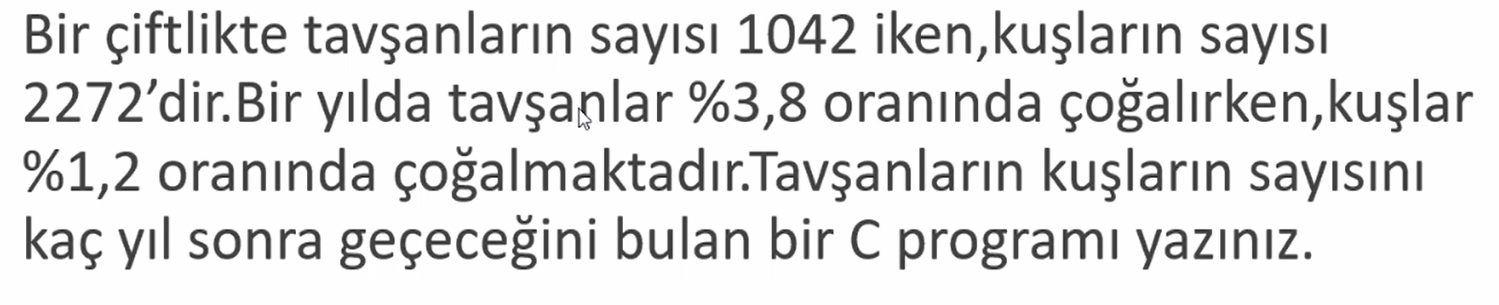 Bir çiftlikte tavşanların sayısı 1042 iken,kuşların sayısı
2272’dir.Bir yılda tavşanlar %3,8 oranında çoğalırken,kuşlar
%1,2 oranında çoğalmaktadır.Tavşanların kuşların sayısını
kaç yıl sonra geçeceğini bulan bir C programı yazınız.